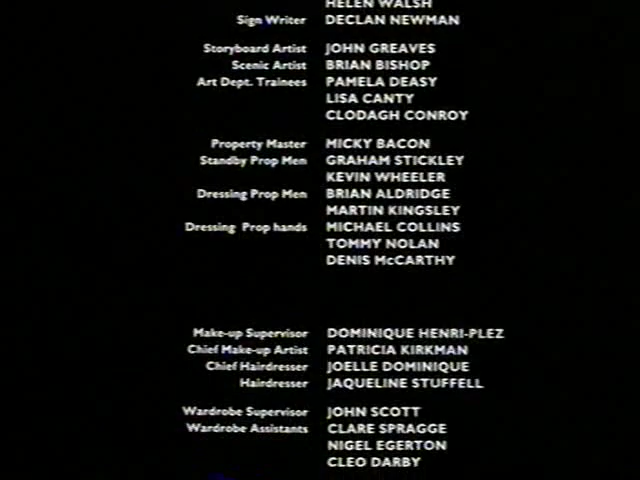 HELEN WALSH
Sign Writer DECLAN NEWMAN
Storyboard Artist JOHN GREAVES
Scenic Artist BRIAN BISHOP
Art Dept. Trainees PAMELA DEASY
LISA CANTY
CLODAGH CONROY
Property Master MICKY BACON
Standby Prop Men GRAHAM STICKLEY
KEVIN WHEELER
Dressing Prop Men BRIAN ALDRIDGE
MARTIN KINGSLEY
Dressing Prop hands MICHAEL COLLINS
TOMMY NOLAN
DENIS McCARTHY
Make-up Supervisor DOMINIQUE HENRI-PLEZ
Chief Make-up Artist PATRICIA KIRKMAN
Chief Hairdresser JOELLE DOMINIQUE
Hairdresser JAQUELINE STUFFELL
Wardrobe Supervisor JOHN SCOTT
Wardrobe Assistants CLARE SPRAGGE
NIGEL EGERTON
CLEO DARBY